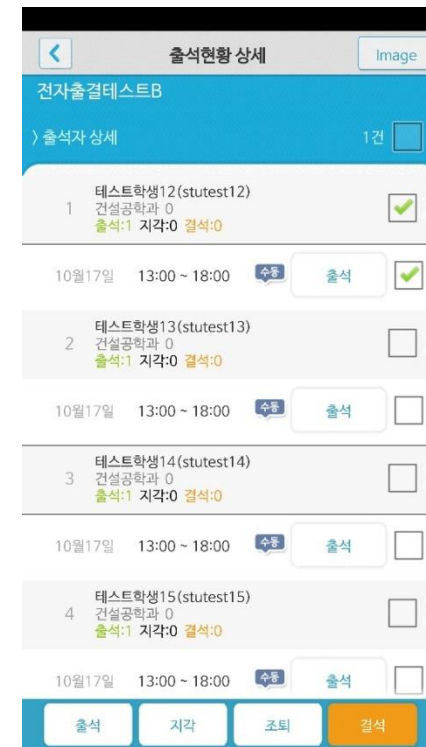 출석현황 상세
Image
전자출결테스트B
〉출석자 상세 1건
테스트학생12(stutest12)
1 건설공학과 0
출석:1 지각:0 결석:0
10월17일 13:00 ~ 18:00 수동 출석
테스트학생13(stutest13)
2 건설공학과 0
출석:1 지각:0 결석:0
10월17일 13:00 ~ 18:00 수동 출석
테스트학생14(stutest14)
3 건설공학과 0
출석:1 지각:0 결석:0
10월17일 13:00 ~ 18:00 수동 출석
테스트학생15(stutest15)
4 건설공학과 0
출석:1 지각:0 결석:0
10월17일 13:00 ~ 18:00 수동 출석
출석 지각 조퇴 결석